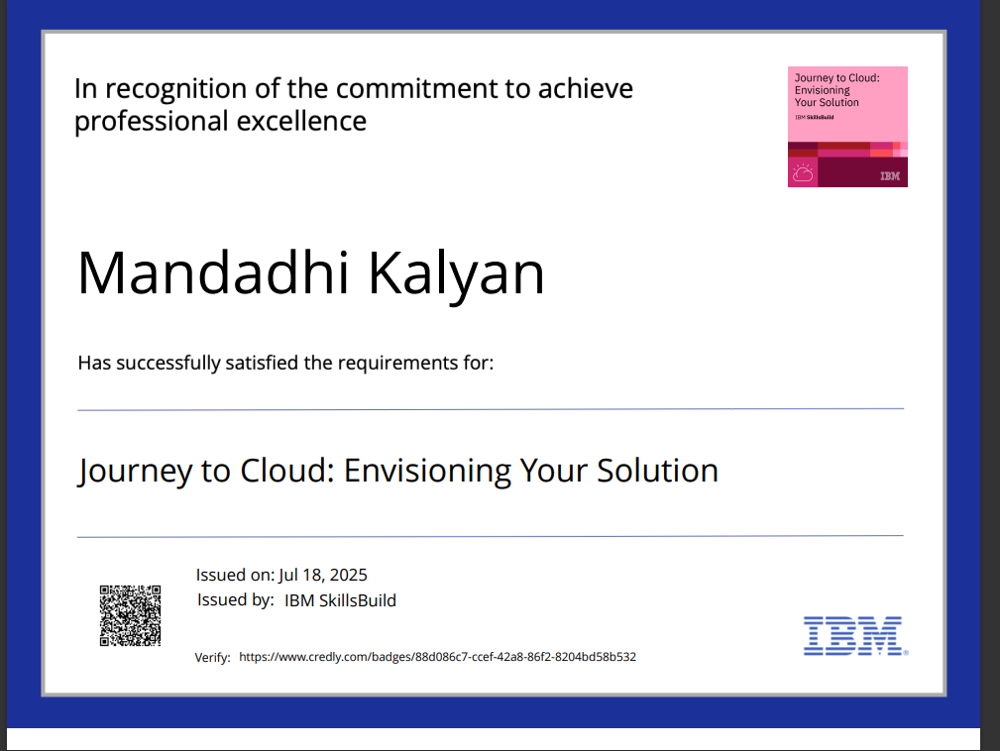 In recognition of the commitment to achieve
professional excellence
Journey to Cloud:
Envisioning
Your Solution
IBM SkillsBuild
IBM
Mandadhi Kalyan
Has successfully satisfied the requirements for:
Journey to Cloud: Envisioning Your Solution
Issued on: Jul 18, 2025
Issued by: IBM SkillsBuild
IBM®
Verify: https://www.credly.com/badges/88d086c7-ccef-42a8-86f2-8204bd58b532